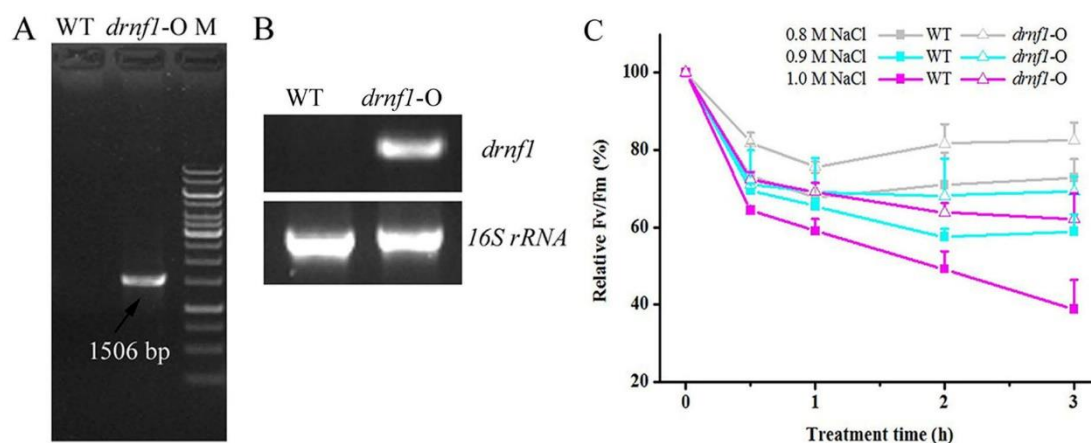 A
WT drnf1-O M
1506 bp
B
WT drnf1-O
drnf1
16S rRNA
C
0.8 M NaCl WT drnf1-O
0.9 M NaCl WT drnf1-O
1.0 M NaCl WT drnf1-O
Relative Fv/Fm (%)
100
80
60
40
20
0 1 2 3
Treatment time (h)